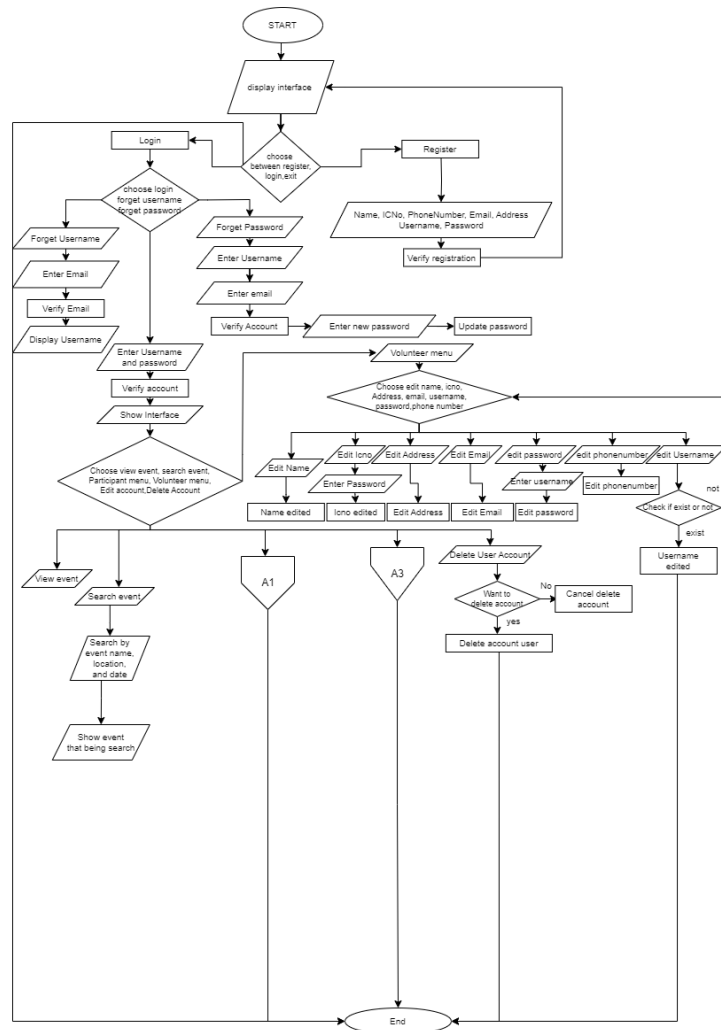 START
display interface
Login
choose
between register,
login,exit
Register
choose login
forget username
forget password
Name, ICNo, PhoneNumber, Email, Address
Username, Password
Forget Username
Forget Password
Verify registration
Enter Email
Enter Username
Verify Email
Enter email
Display Username
Verify Account
Enter new password
Update password
Enter Username
and password
Volunteer menu
Verify account
Choose edit name, icno,
Address, email, username,
password,phone number
Show Interface
Choose view event, search event,
Participant menu, Volunteer menu,
Edit account,Delete Account
Edit Name
Edit Icno
Edit Address
Edit Email
edit password
edit phonenumber
edit Username
Enter Password
Enter username
Edit phonenumber
not
Name edited
Icno edited
Edit Address
Edit Email
Edit password
Check if exist or not
exist
View event
Search event
A1
A3
Delete User Account
Username
edited
Want to
delete account
No
Cancel delete
account
yes
Delete account user
Search by
event name,
location,
and date
Show event
that being search
End